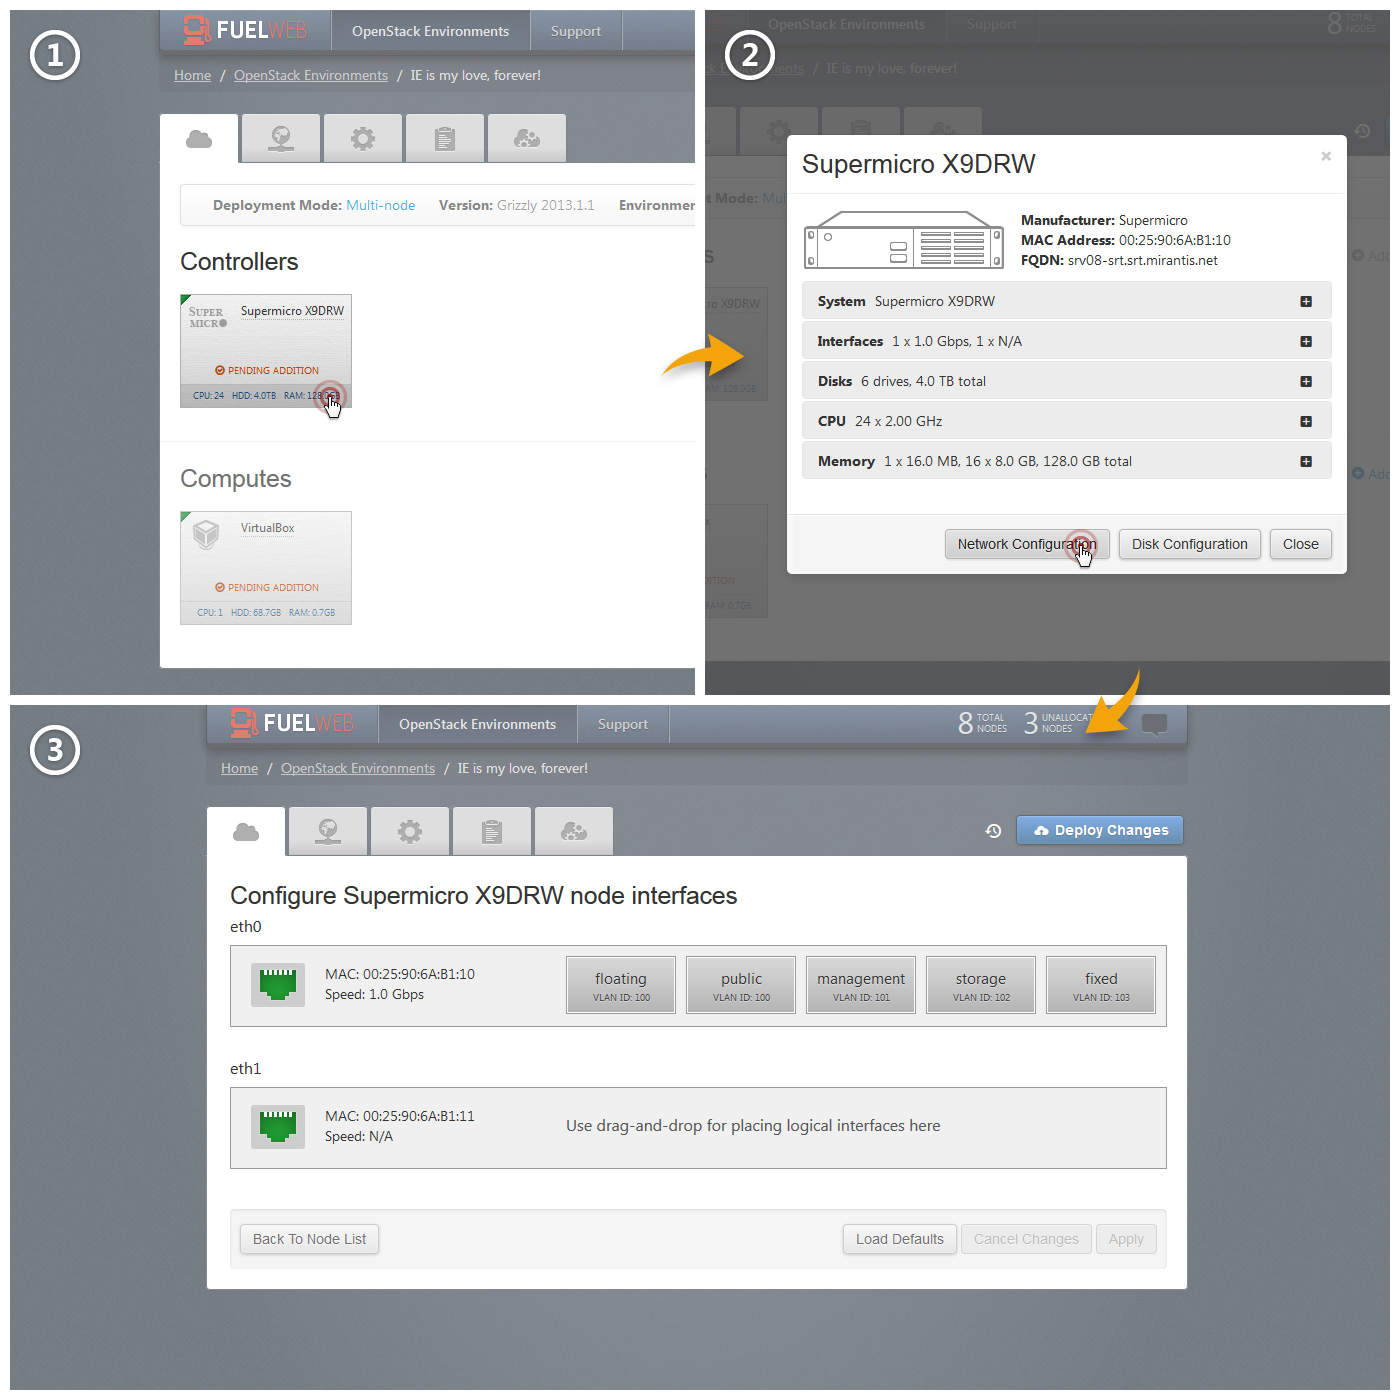 1
FUELWEB
OpenStack Environments
Support
Home / OpenStack Environments / IE is my love, forever!
Deployment Mode: Multi-node Version: Grizzly 2013.1.1 Environmen
Controllers
SUPER
MICRO
Supermicro X9DRW
PENDING ADDITION
CPU: 24 HDD: 4.0TB RAM: 128.0GB
Computes
VirtualBox
PENDING ADDITION
CPU: 1 HDD: 68.7GB RAM: 0.7GB
2
OpenStack Environments
Support
8 TOTAL
NODES
/ IE is my love, forever!
Supermicro X9DRW
×
Manufacturer: Supermicro
MAC Address: 00:25:90:6A:B1:10
FQDN: srv08-srt.srt.mirantis.net
System Supermicro X9DRW
Interfaces 1 x 1.0 Gbps, 1 x N/A
Disks 6 drives, 4.0 TB total
CPU 24 x 2.00 GHz
Memory 1 x 16.0 MB, 16 x 8.0 GB, 128.0 GB total
Network Configuration
Disk Configuration
Close
3
FUELWEB
OpenStack Environments
Support
8 TOTAL
NODES
3 UNALLOCAT
NODES
Home / OpenStack Environments / IE is my love, forever!
Deploy Changes
Configure Supermicro X9DRW node interfaces
eth0
MAC: 00:25:90:6A:B1:10
Speed: 1.0 Gbps
floating
VLAN ID: 100
public
VLAN ID: 100
management
VLAN ID: 101
storage
VLAN ID: 102
fixed
VLAN ID: 103
eth1
MAC: 00:25:90:6A:B1:11
Speed: N/A
Use drag-and-drop for placing logical interfaces here
Back To Node List
Load Defaults
Cancel Changes
Apply